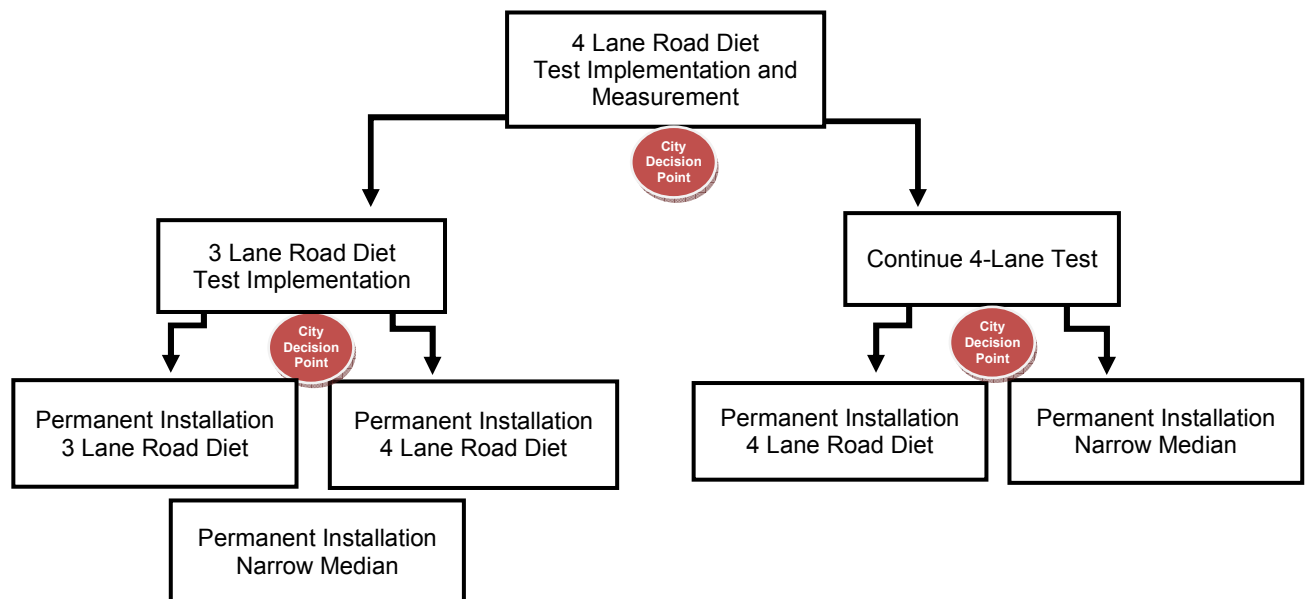 4 Lane Road Diet
Test Implementation and
Measurement
City
Decision
Point
3 Lane Road Diet
Test Implementation
Continue 4-Lane Test
City
Decision
Point
City
Decision
Point
Permanent Installation
3 Lane Road Diet
Permanent Installation
4 Lane Road Diet
Permanent Installation
4 Lane Road Diet
Permanent Installation
Narrow Median
Permanent Installation
Narrow Median